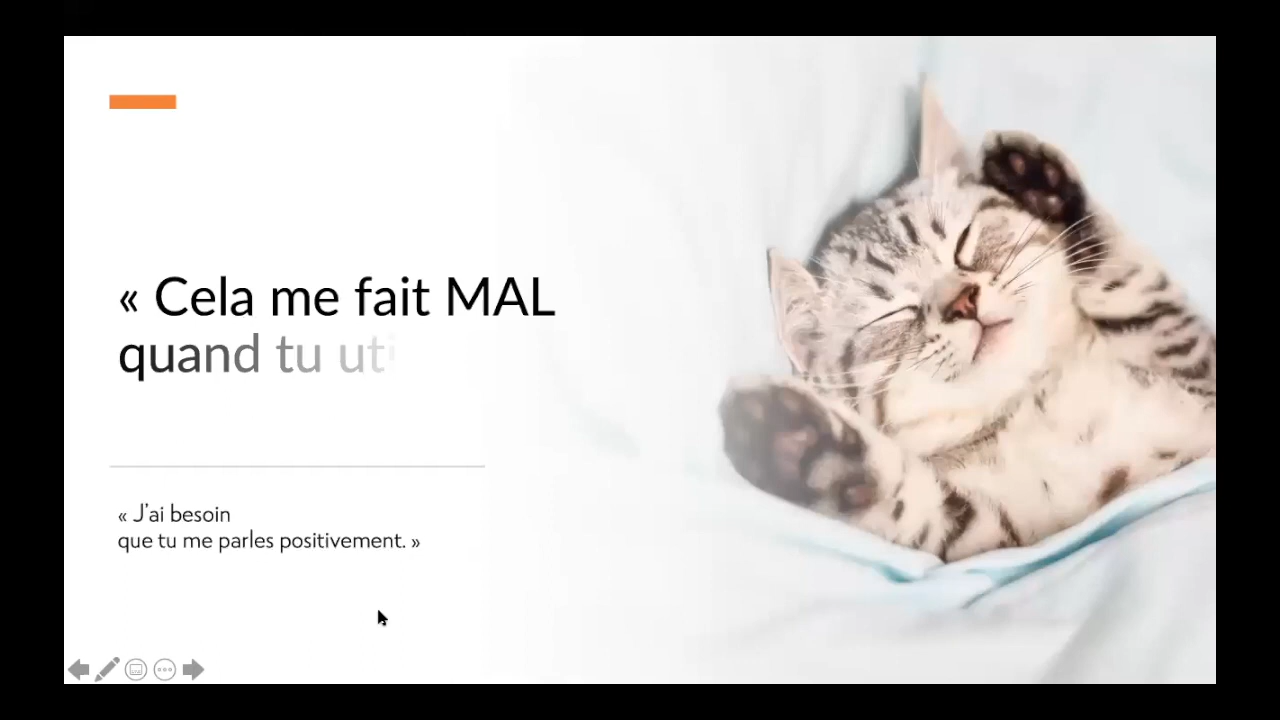 « Cela me fait MAL
quand tu
« J'ai besoin
que tu me parles positivement. »